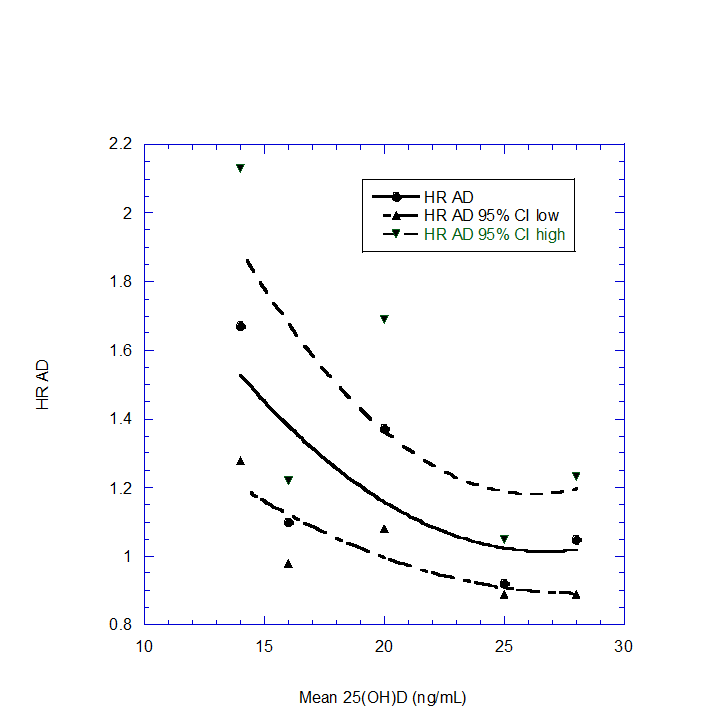 2.2
2
1.8
1.6
1.4
1.2
1
0.8
10
15
20
25
30
HR AD
HR AD 95% CI low
HR AD 95% CI high
HR AD
Mean 25(OH)D (ng/mL)